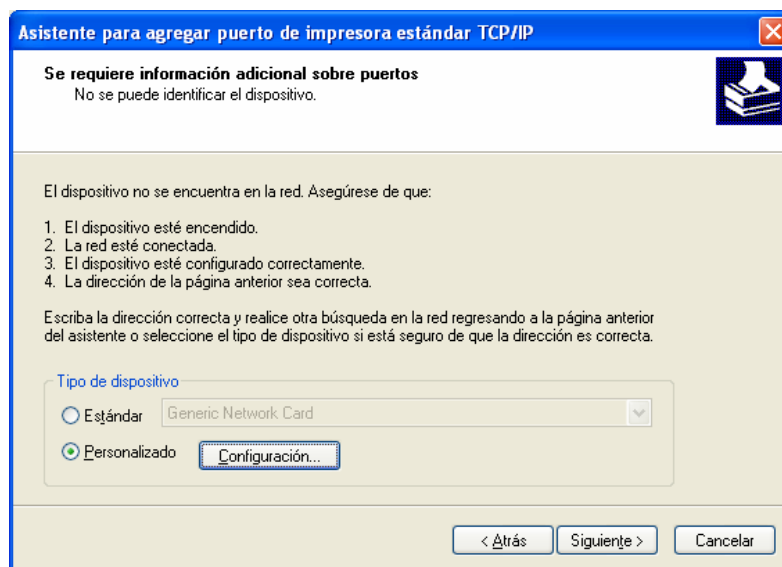 Asistente para agregar puerto de impresora estándar TCP/IP
Se requiere información adicional sobre puertos
No se puede identificar el dispositivo.
El dispositivo no se encuentra en la red. Asegúrese de que:
1. El dispositivo esté encendido.
2. La red esté conectada.
3. El dispositivo esté configurado correctamente.
4. La dirección de la página anterior sea correcta.
Escriba la dirección correcta y realice otra búsqueda en la red regresando a la página anterior
del asistente o seleccione el tipo de dispositivo si está seguro de que la dirección es correcta.
Tipo de dispositivo
Estándar Generic Network Card
Personalizado Configuración...
< Atrás Siguiente > Cancelar